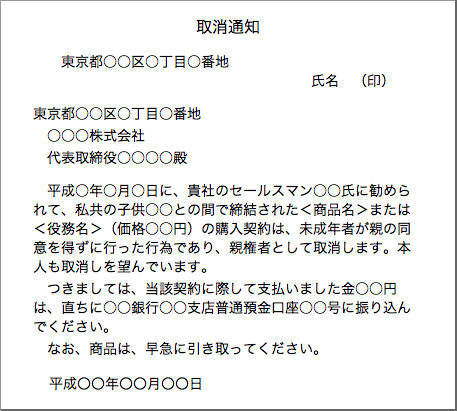 取消通知
東京都〇〇区〇丁目〇番地
氏名　（印）
東京都〇〇区〇丁目〇番地
〇〇〇株式会社
代表取締役〇〇〇〇殿
平成〇年〇月〇日に、貴社のセールスマン〇〇氏に勧めら
れて、私共の子供〇〇との間で締結された＜商品名＞または
＜役務名＞（価格〇〇円）の購入契約は、未成年者が親の同
意を得ずに行った行為であり、親権者として取消します。本
人も取消しを望んでいます。
つきましては、当該契約に際して支払いました金〇〇円
は、直ちに〇〇銀行〇〇支店普通預金口座〇〇号に振り込ん
でください。
なお、商品は、早急に引き取ってください。
平成〇〇年〇〇月〇〇日